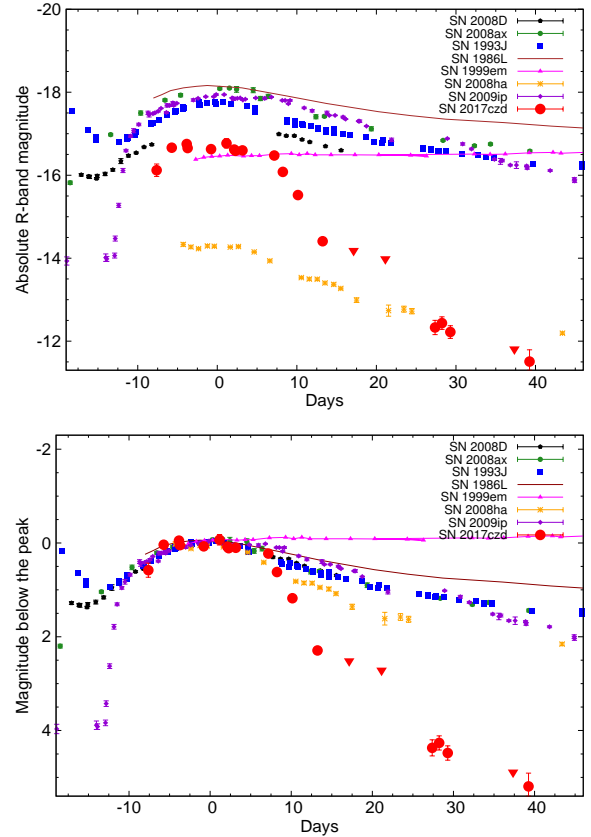 -20
-18
-16
-14
-12
-10
0
10
20
30
40
Absolute R-band magnitude
Days
SN 2008D
SN 2008ax
SN 1993J
SN 1986L
SN 1999em
SN 2008ha
SN 2009ip
SN 2017czd
-2
0
2
4
-10
0
10
20
30
40
Magnitude below the peak
Days
SN 2008D
SN 2008ax
SN 1993J
SN 1986L
SN 1999em
SN 2008ha
SN 2009ip
SN 2017czd